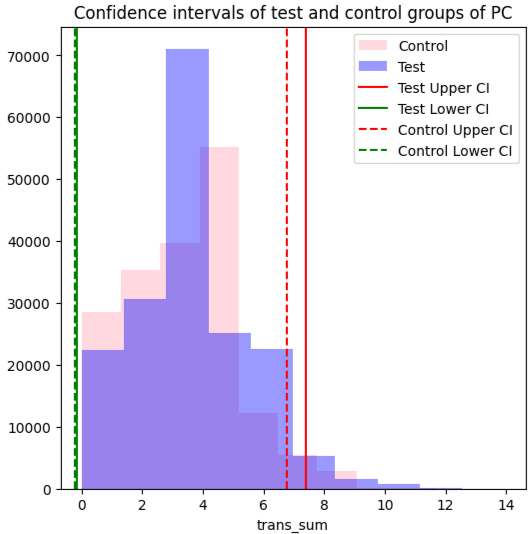 Confidence intervals of test and control groups of PC
Control
Test
Test Upper CI
Test Lower CI
Control Upper CI
Control Lower CI
70000
60000
50000
40000
30000
20000
10000
0
0 2 4 6 8 10 12 14
trans_sum